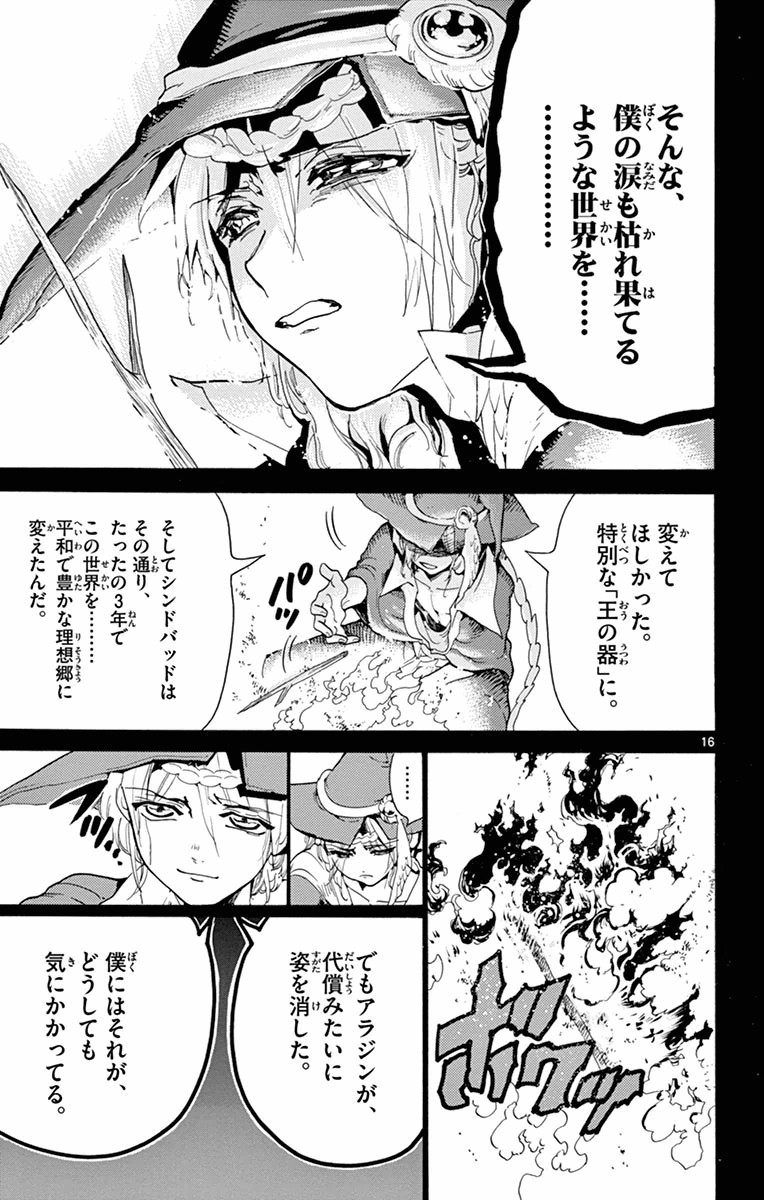 そんな、
僕の涙も枯れ果てる
ような世界を……
…………
変えて
ほしかった。
特別な「王の器」に。
パパ゜ッ
そしてシンドバッドは
その通り、
たったの3年で
この世界を………
平和で豊かな理想郷に
変えたんだ。
16
ボワッ
……
でもアラジンが、
代償みたいに
姿を消した。
僕にはそれが、
どうしても
気にかかってる。